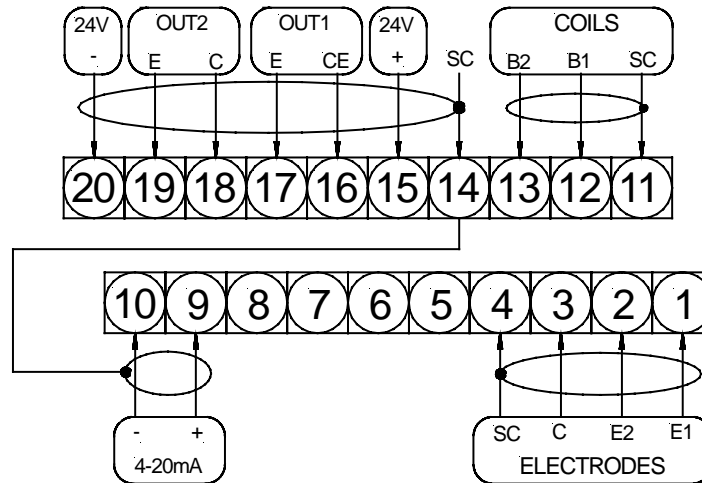 24V OUT2 OUT1 24V COILS
- E C E CE + SC B2 B1 SC
20 19 18 17 16 15 14 13 12 11
10 9 8 7 6 5 4 3 2 1
- + SC C E2 E1
4-20mA ELECTRODES